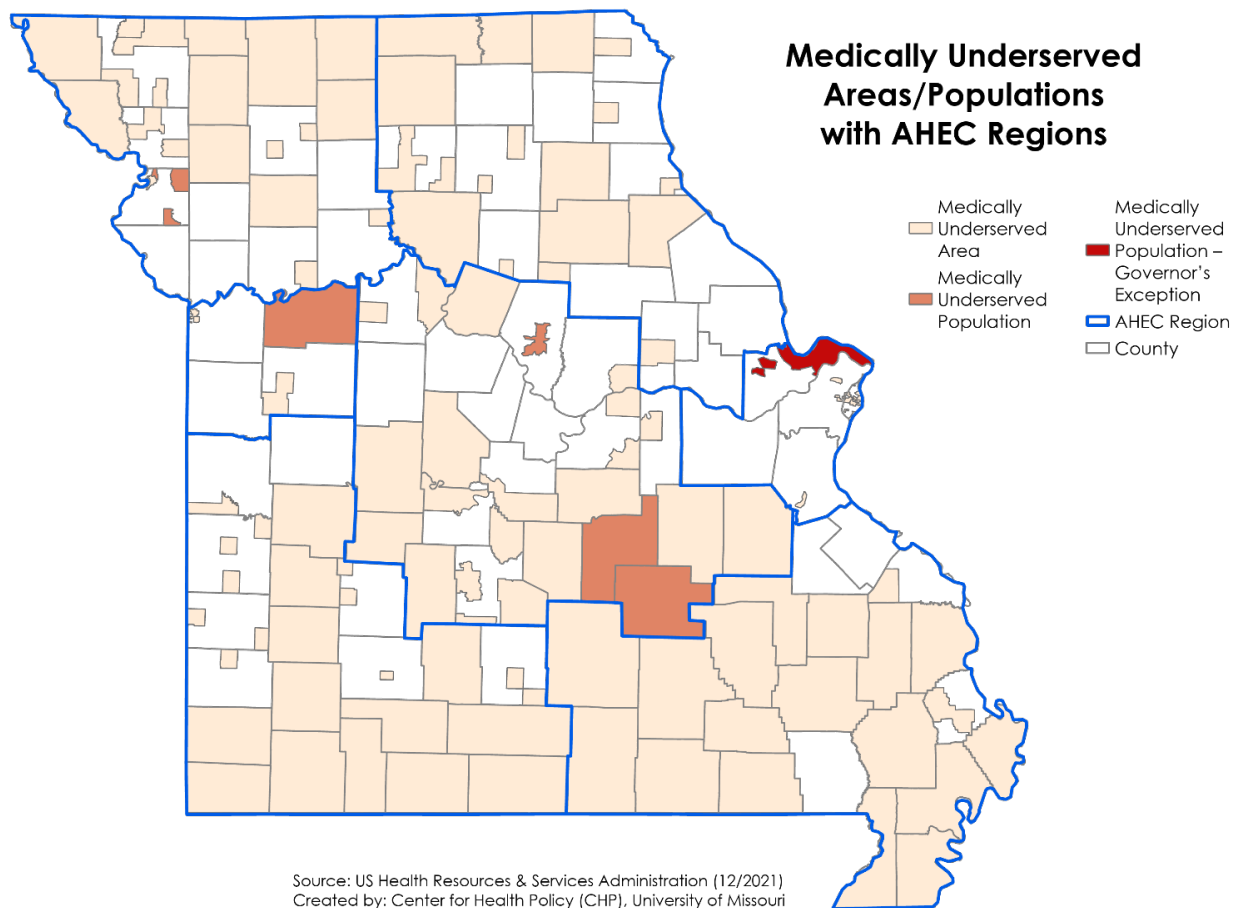 Medically Underserved
Areas/Populations
with AHEC Regions
Medically
Underserved
Area
Medically
Underserved
Population
Medically
Underserved
Population –
Governor's
Exception
AHEC Region
County
Source: US Health Resources & Services Administration (12/2021)
Created by: Center for Health Policy (CHP), University of Missouri